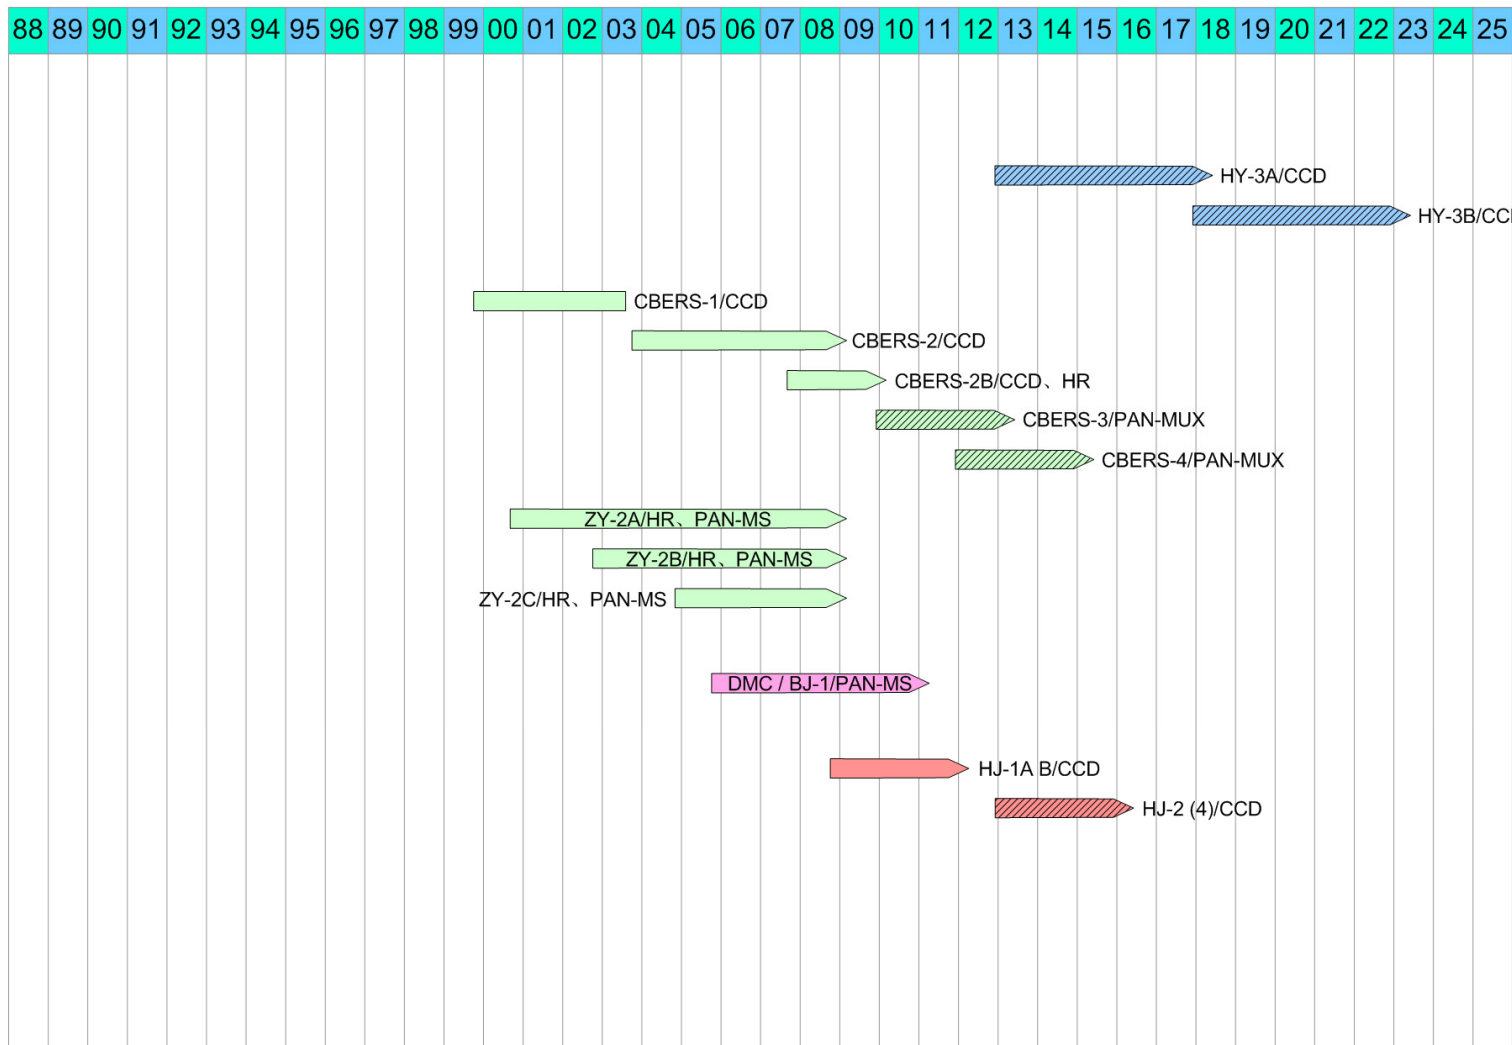 88 89 90 91 92 93 94 95 96 97 98 99 00 01 02 03 04 05 06 07 08 09 10 11 12 13 14 15 16 17 18 19 20 21 22 23 24 25
HY-3A/CCD
HY-3B/CC
CBERS-1/CCD
CBERS-2/CCD
CBERS-2B/CCD、HR
CBERS-3/PAN-MUX
CBERS-4/PAN-MUX
ZY-2A/HR、PAN-MS
ZY-2B/HR、PAN-MS
ZY-2C/HR、PAN-MS
DMC / BJ-1/PAN-MS
HJ-1A B/CCD
HJ-2 (4)/CCD